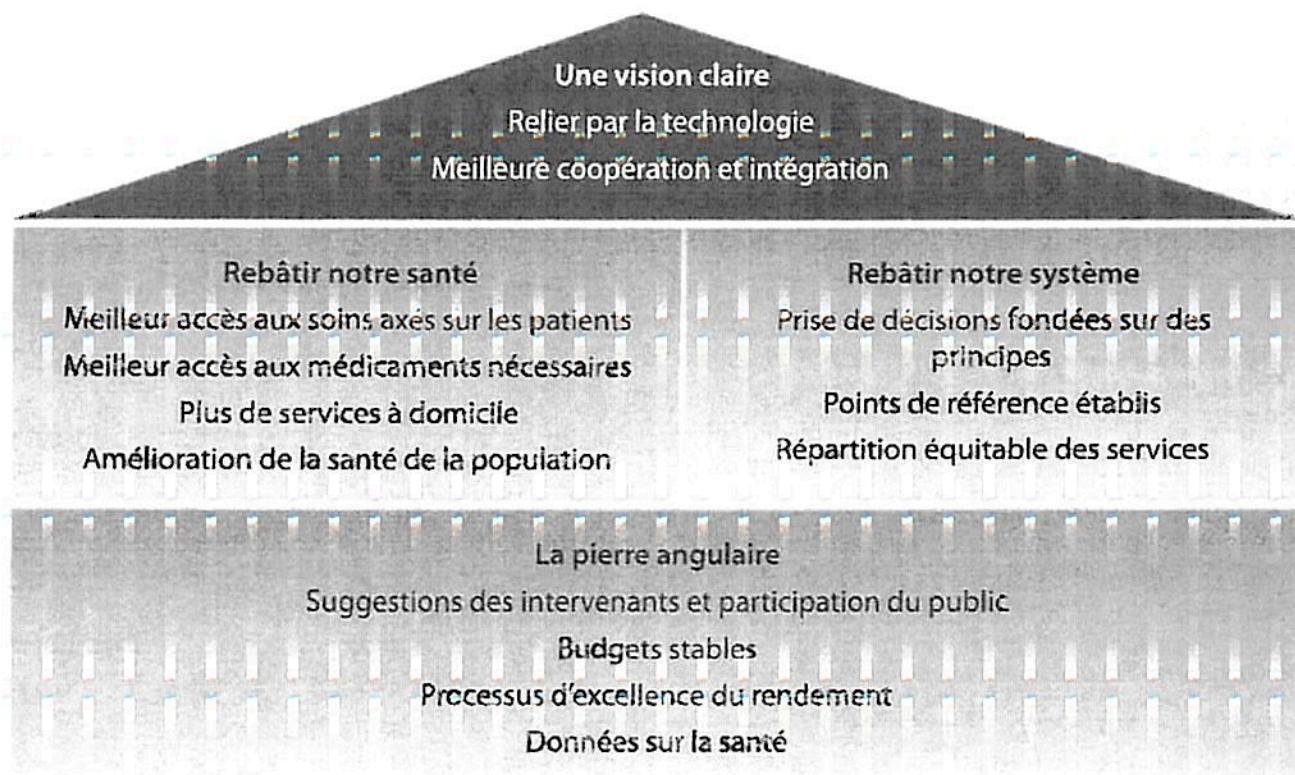 Une vision claire
Relier par la technologie
Meilleure coopération et intégration
Rebâtir notre santé
Meilleur accès aux soins axés sur les patients
Meilleur accès aux médicaments nécessaires
Plus de services à domicile
Amélioration de la santé de la population
Rebâtir notre système
Prise de décisions fondées sur des
principes
Points de référence établis
Répartition équitable des services
La pierre angulaire
Suggestions des intervenants et participation du public
Budgets stables
Processus d'excellence du rendement
Données sur la santé